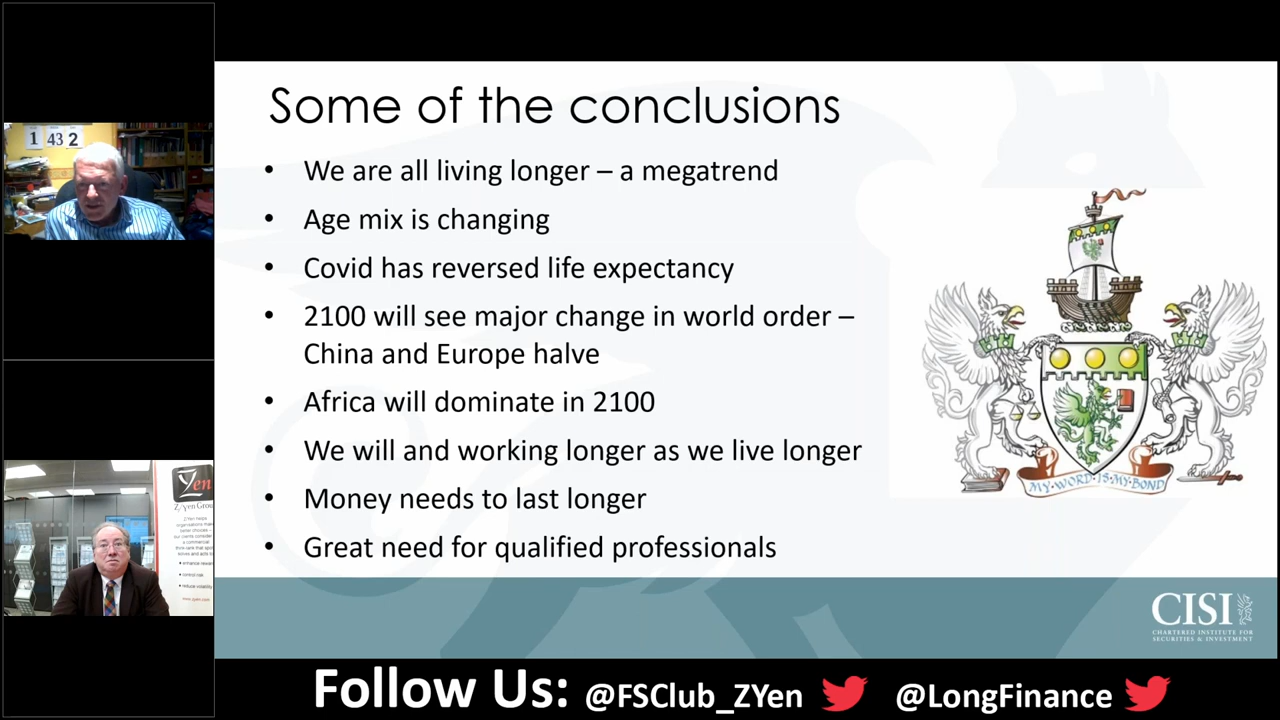 1 43 2
Some of the conclusions
• We are all living longer – a megatrend
• Age mix is changing
• Covid has reversed life expectancy
• 2100 will see major change in world order –
China and Europe halve
• Africa will dominate in 2100
• We will and working longer as we live longer
• Money needs to last longer
• Great need for qualified professionals
MY·WORD·IS·MY·BOND
Yen
Z/Yen Grou
CISI
CHARTERED INSTITUTE FOR
SECURITIES & INVESTMENT
Follow Us: @FSClub_ZYen @LongFinance